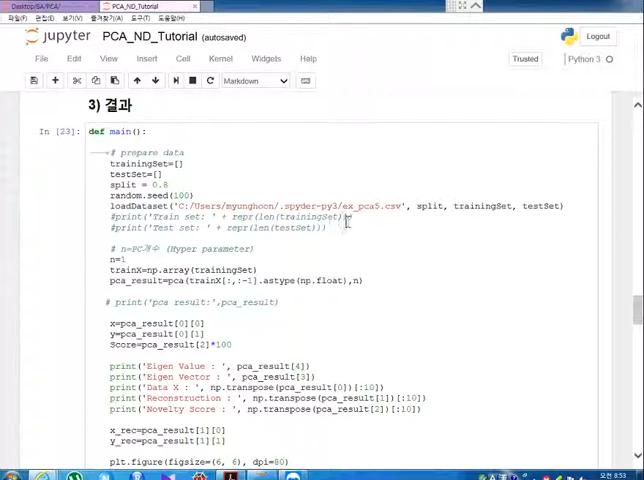 Desktop/BA/PCA/
PCA_ND_Tutorial
파일(F) 편집(E) 보기(V) 즐겨찾기(A) 도구(T) 도움말(H)
jupyter PCA_ND_Tutorial (autosaved)
Logout
File Edit View Insert Cell Kernel Widgets Help
Trusted
Python 3
Markdown
3) 결과
In [23]:
def main():
# prepare data
trainingSet=[]
testSet=[]
split = 0.8
random.seed(100)
loadDataset('C:/Users/myunghoon/.spyder-py3/ex_pca5.csv', split, trainingSet, testSet)
#print('Train set: ' + repr(len(trainingSet)))
#print('Test set: ' + repr(len(testSet)))
# n=PC개수 (Hyper parameter)
n=1
trainX=np.array(trainingSet)
pca_result=pca(trainX[:,:-1].astype(np.float),n)
# print('pca result:',pca_result)
x=pca_result[0][0]
y=pca_result[0][1]
Score=pca_result[2]*100
print('Eigen Value : ', pca_result[4])
print('Eigen Vector : ', pca_result[3])
print('Data X : ', np.transpose(pca_result[0])[:10])
print('Reconstruction : ', np.transpose(pca_result[1])[:10])
print('Novelty Score : ', np.transpose(pca_result[2])[:10])
x_rec=pca_result[1][0]
y_rec=pca_result[1][1]
plt.figure(figsize=(6, 6), dpi=80)
오전 8:53